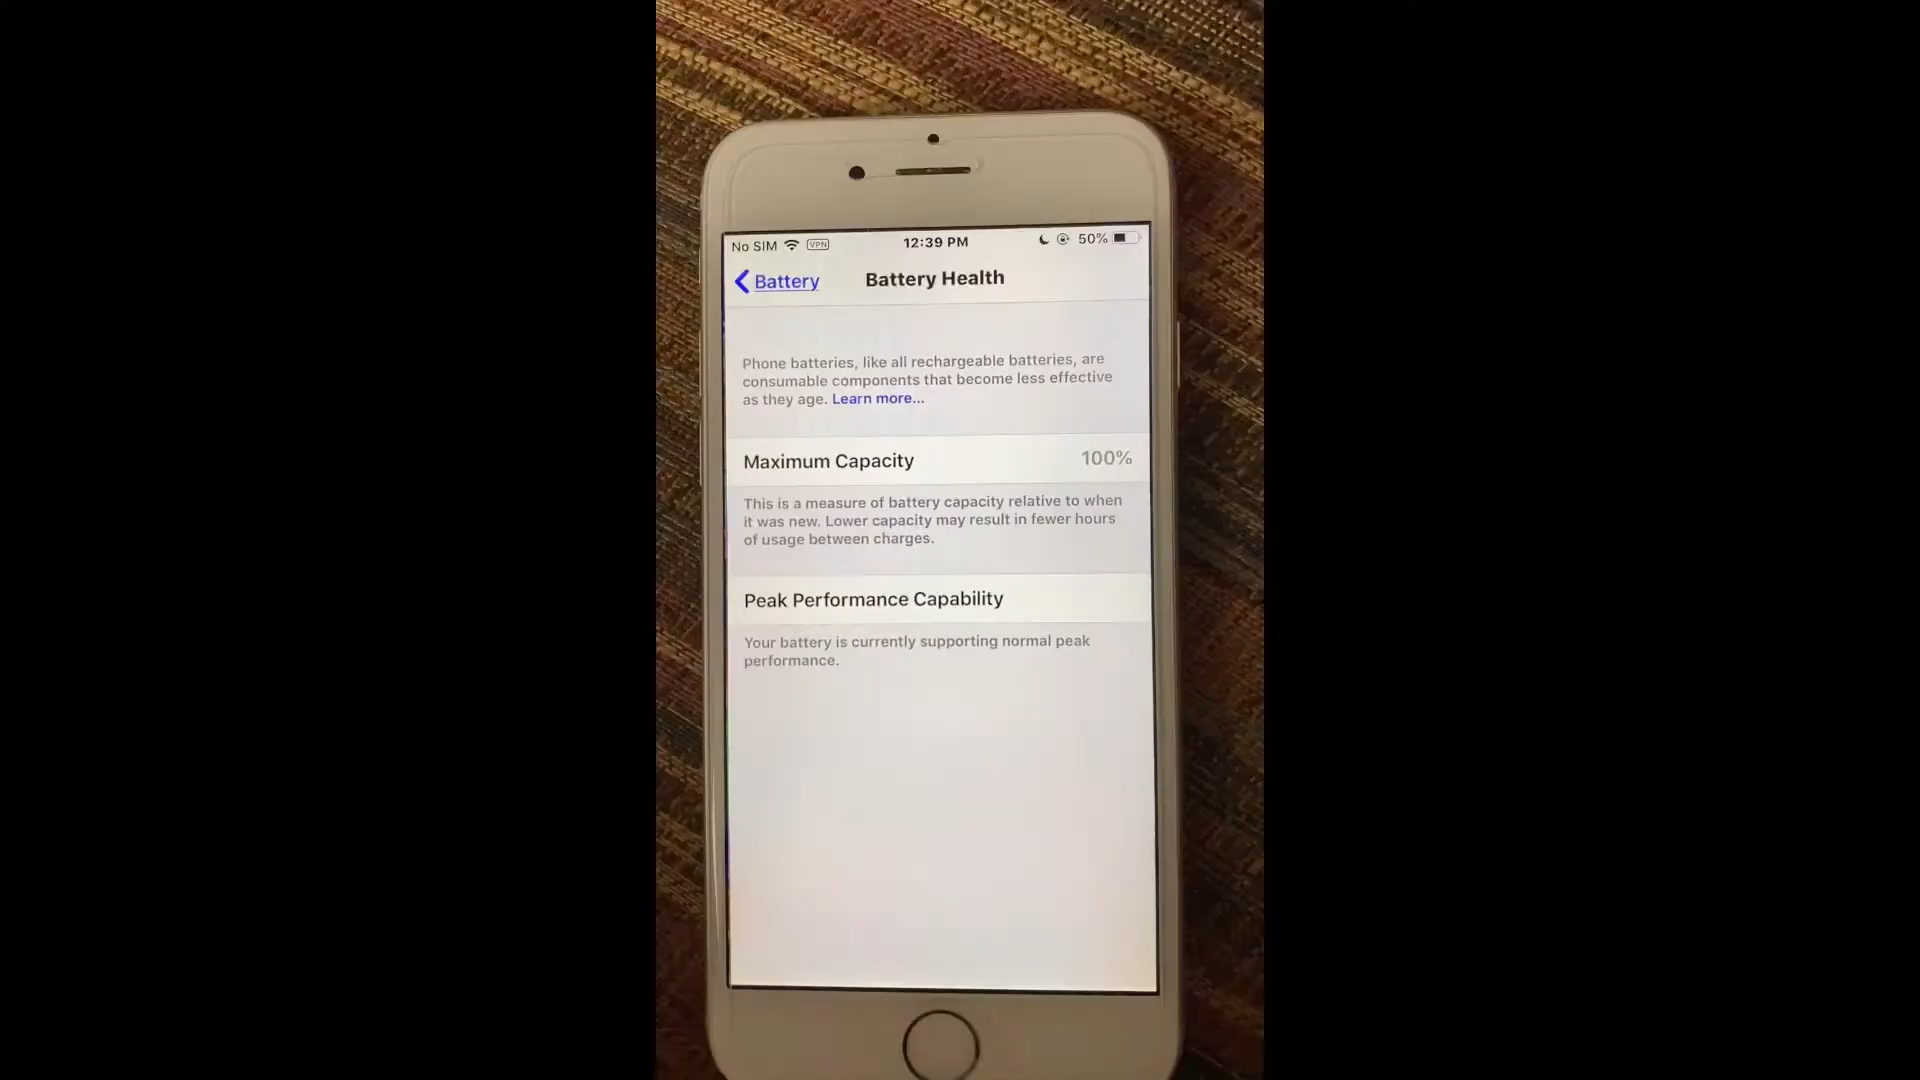 No SIM VPN 12:39 PM 50%
Battery Battery Health
Phone batteries, like all rechargeable batteries, are
consumable components that become less effective
as they age. Learn more...
Maximum Capacity 100%
This is a measure of battery capacity relative to when
it was new. Lower capacity may result in fewer hours
of usage between charges.
Peak Performance Capability
Your battery is currently supporting normal peak
performance.